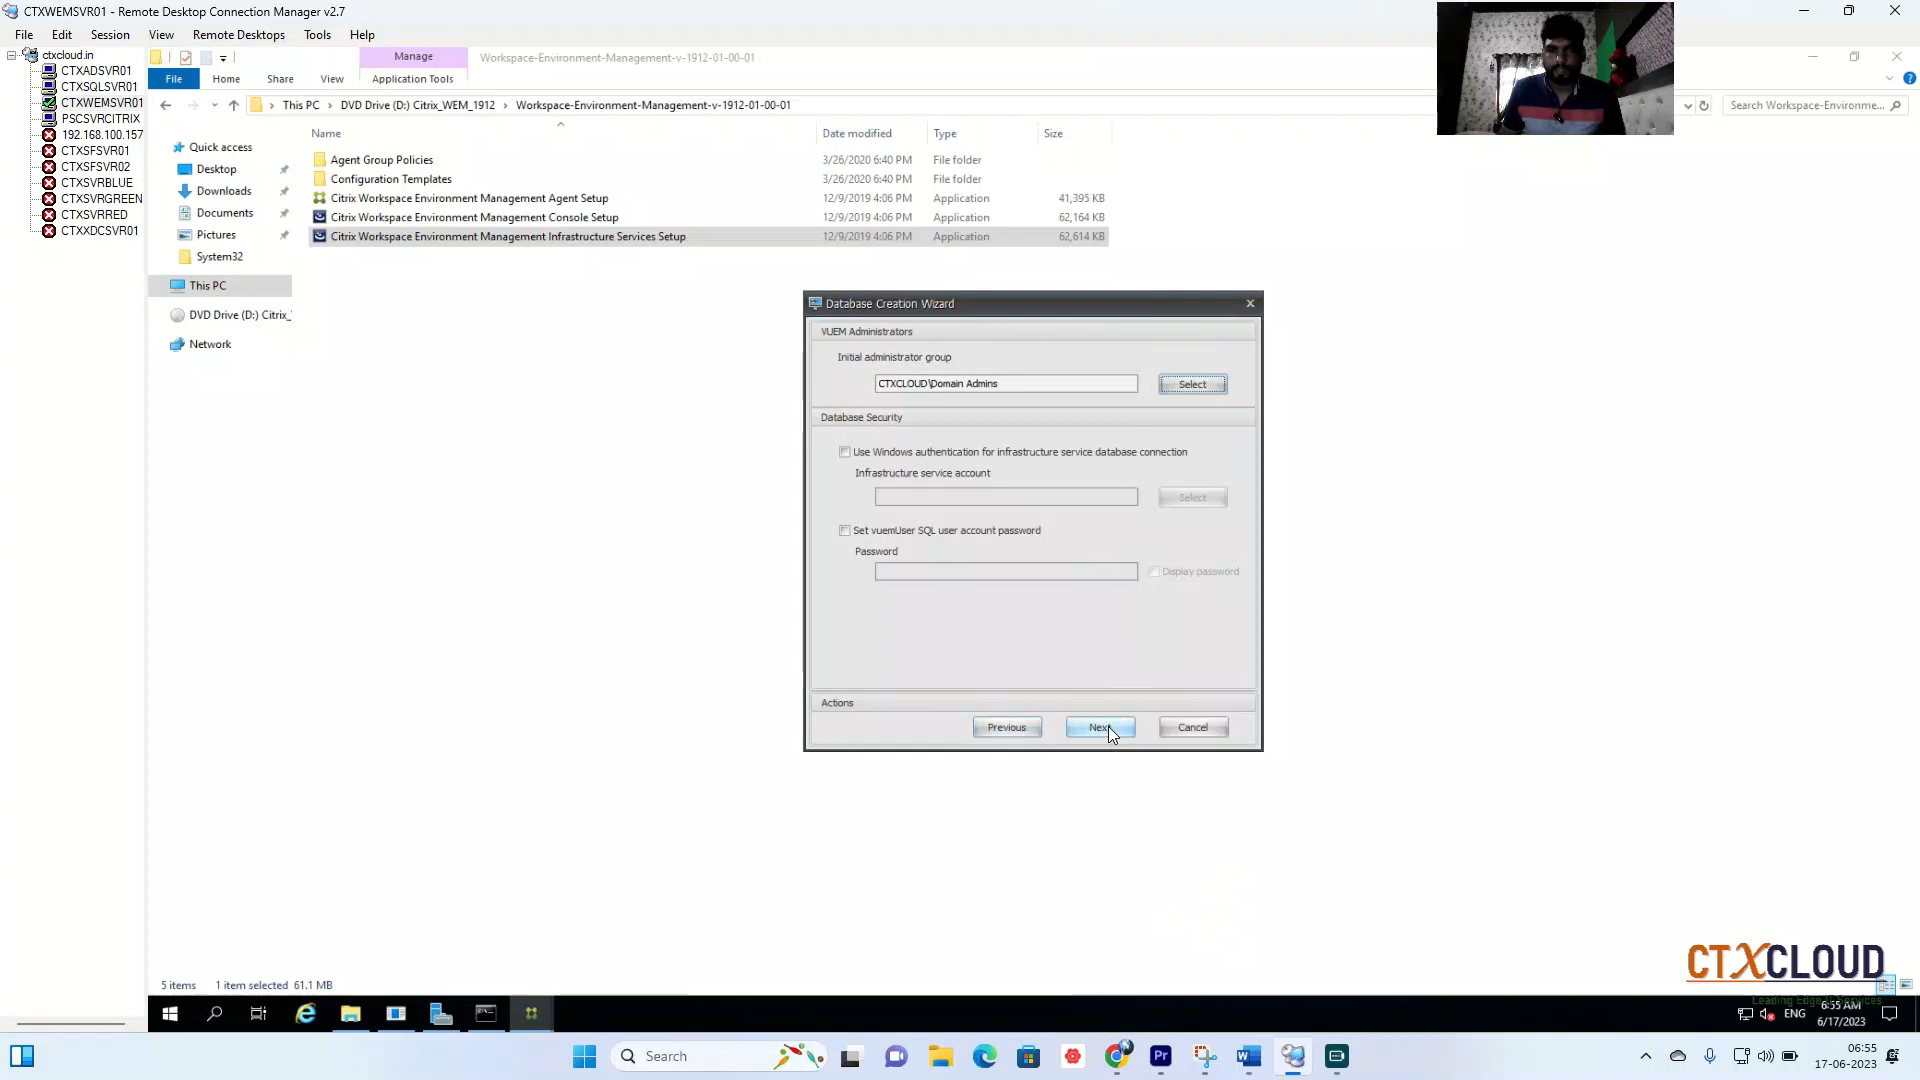 CTXWEMSVR01 - Remote Desktop Connection Manager v2.7
File Edit Session View Remote Desktops Tools Help
ctxcloud.in
CTXADSVR01
CTXSQLSVR01
CTXWEMSVR01
PSCSVRCITRIX
192.168.100.157
CTXSFSVR01
CTXSFSVR02
CTXSVRBLUE
CTXSVRGREEN
CTXSVRRED
CTXXDCSVR01
Manage Workspace-Environment-Management-v-1912-01-00-01
File Home Share View Application Tools
This PC DVD Drive (D:) Citrix_WEM_1912 Workspace-Environment-Management-v-1912-01-00-01 Search Workspace-Environme...
Quick access
Desktop
Downloads
Documents
Pictures
System32
This PC
DVD Drive (D:) Citrix_
Network
Name Date modified Type Size
Agent Group Policies 3/26/2020 6:40 PM File folder
Configuration Templates 3/26/2020 6:40 PM File folder
Citrix Workspace Environment Management Agent Setup 12/9/2019 4:06 PM Application 41,395 KB
Citrix Workspace Environment Management Console Setup 12/9/2019 4:06 PM Application 62,164 KB
Citrix Workspace Environment Management Infrastructure Services Setup 12/9/2019 4:06 PM Application 62,614 KB
Database Creation Wizard
VUEM Administrators
Initial administrator group
CTXCLOUD\Domain Admins Select
Database Security
Use Windows authentication for infrastructure service database connection
Infrastructure service account
Select
Set vuemUser SQL user account password
Password
Display password
Actions
Previous Next Cancel
5 items 1 item selected 61.1 MB
CTXCLOUD
Leading Edge IT Services
ENG 6:55 AM
6/17/2023
Search
06:55
17-06-2023